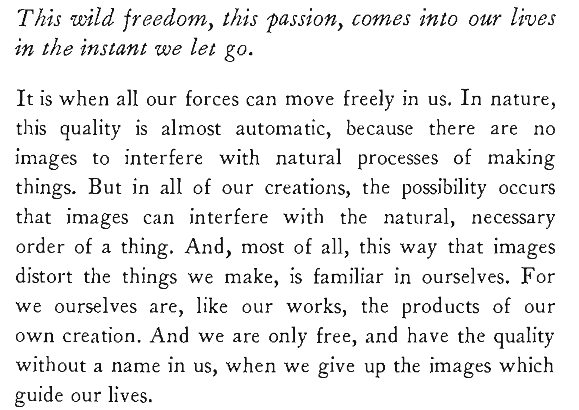 This wild freedom, this passion, comes into our lives
in the instant we let go.
It is when all our forces can move freely in us. In nature,
this quality is almost automatic, because there are no
images to interfere with natural processes of making
things. But in all of our creations, the possibility occurs
that images can interfere with the natural, necessary
order of a thing. And, most of all, this way that images
distort the things we make, is familiar in ourselves. For
we ourselves are, like our works, the products of our
own creation. And we are only free, and have the quality
without a name in us, when we give up the images which
guide our lives.